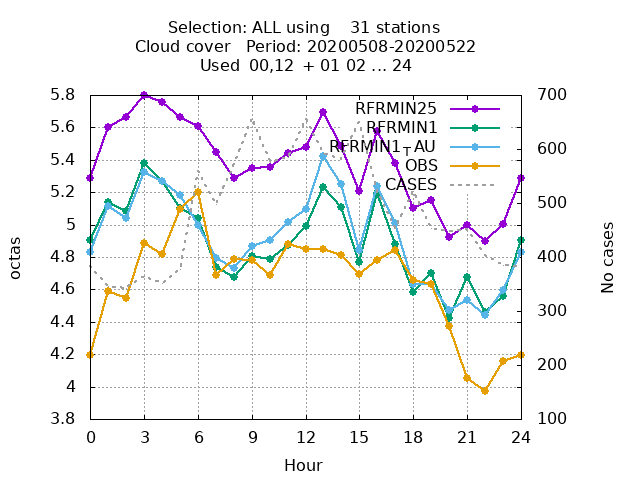 Selection: ALL using 31 stations
Cloud cover Period: 20200508-20200522
Used 00,12 + 01 02 ... 24
5.8
5.6
5.4
5.2
5
4.8
4.6
4.4
4.2
4
3.8
octas
RFRMIN25
RFRMIN1
RFRMIN1_T_AU
OBS
CASES
700
600
500
400
300
200
100
No cases
0 3 6 9 12 15 18 21 24
Hour